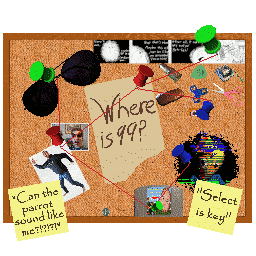 Where
is 99?
"Can the
parrot
sound like
me?!?!?!"
"Select
is key"